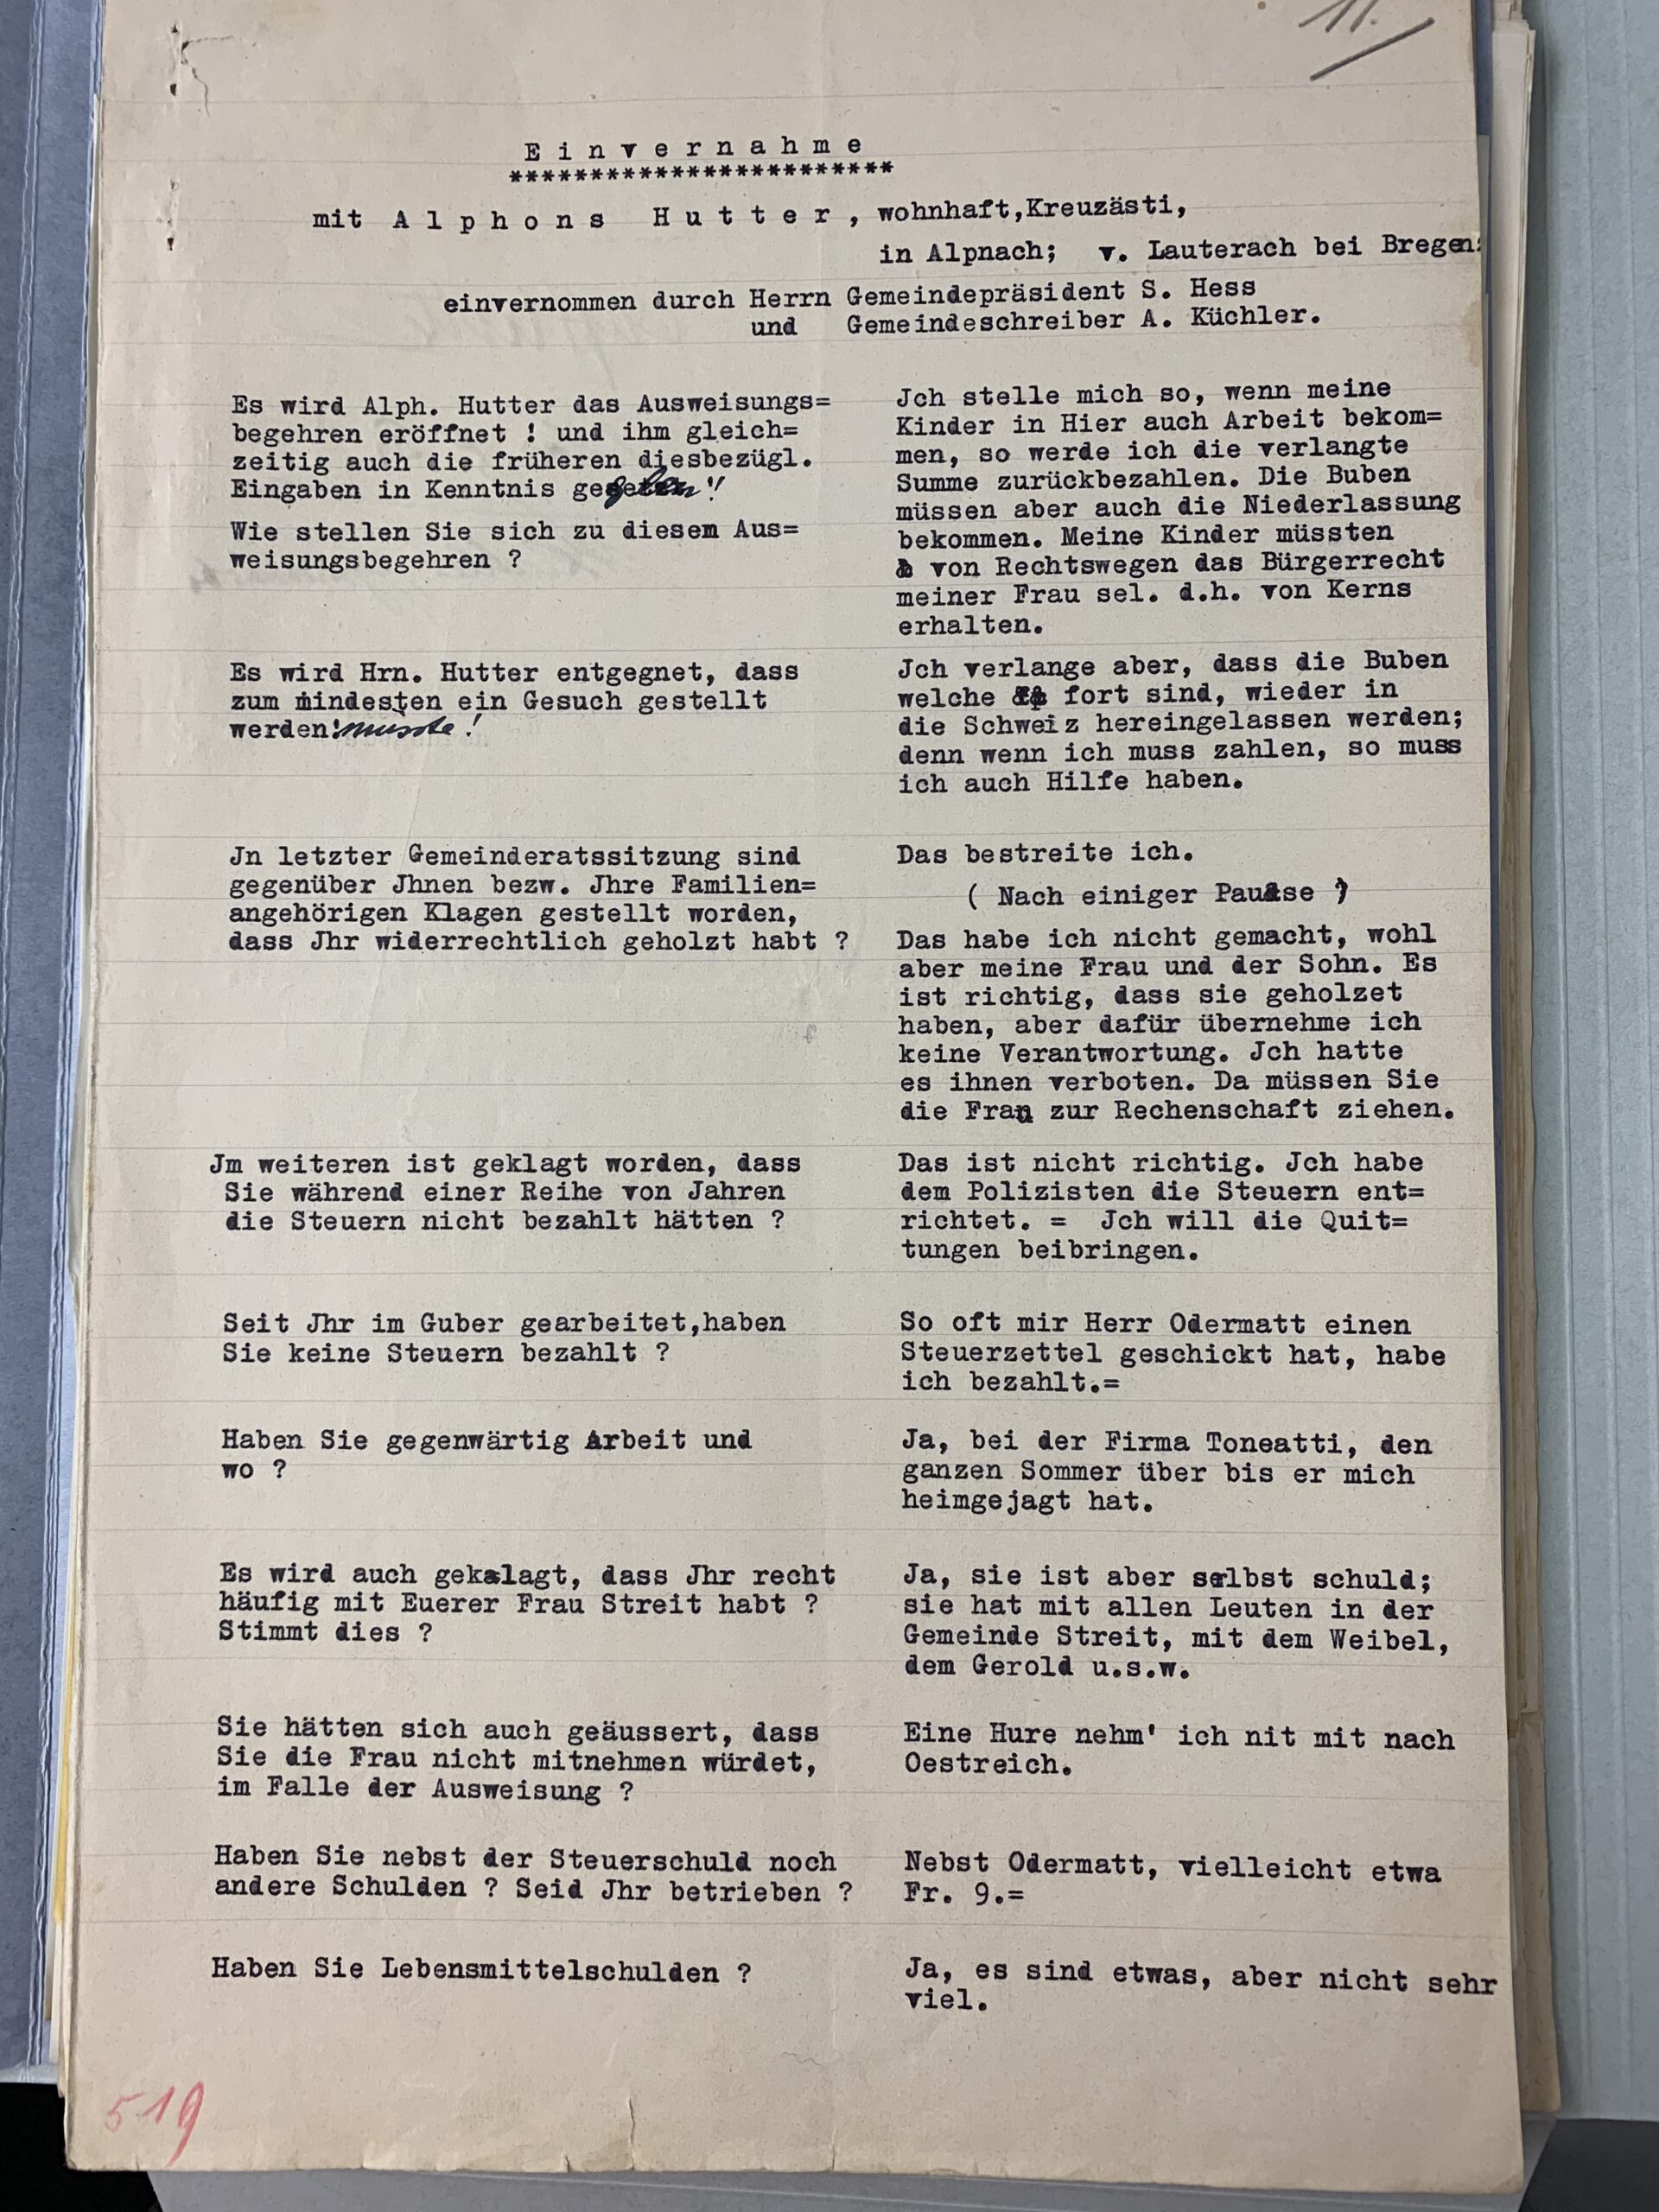 11.
Einvernahme
************************
mit Alphons Hutter, wohnhaft,Kreuzästi,
in Alpnach; v. Lauterach bei Bregenz
einvernommen durch Herrn Gemeindepräsident S. Hess
und Gemeindeschreiber A. Küchler.
Es wird Alph. Hutter das Ausweisungs=
begehren eröffnet ! und ihm gleich=
zeitig auch die früheren diesbezügl.
Eingaben in Kenntnis gegeben!
Wie stellen Sie sich zu diesem Aus=
weisungsbegehren ?
Jch stelle mich so, wenn meine
Kinder in Hier auch Arbeit bekom=
men, so werde ich die verlangte
Summe zurückbezahlen. Die Buben
müssen aber auch die Niederlassung
bekommen. Meine Kinder müssten
von Rechtswegen das Bürgerrecht
meiner Frau sel. d.h. von Kerns
erhalten.
Es wird Hrn. Hutter entgegnet, dass
zum mindesten ein Gesuch gestellt
werden müsste!
Jch verlange aber, dass die Buben
welche fort sind, wieder in
die Schweiz hereingelassen werden;
denn wenn ich muss zahlen, so muss
ich auch Hilfe haben.
Jn letzter Gemeinderatssitzung sind
gegenüber Jhnen bezw. Jhre Familien=
angehörigen Klagen gestellt worden,
dass Jhr widerrechtlich geholzt habt ?
Das bestreite ich.
( Nach einiger Pause )
Das habe ich nicht gemacht, wohl
aber meine Frau und der Sohn. Es
ist richtig, dass sie geholzet
haben, aber dafür übernehme ich
keine Verantwortung. Jch hatte
es ihnen verboten. Da müssen Sie
die Frau zur Rechenschaft ziehen.
Jm weiteren ist geklagt worden, dass
Sie während einer Reihe von Jahren
die Steuern nicht bezahlt hätten ?
Das ist nicht richtig. Jch habe
dem Polizisten die Steuern ent=
richtet. = Jch will die Quit=
tungen beibringen.
Seit Jhr im Guber gearbeitet,haben
Sie keine Steuern bezahlt ?
So oft mir Herr Odermatt einen
Steuerzettel geschickt hat, habe
ich bezahlt.=
Haben Sie gegenwärtig Arbeit und
wo ?
Ja, bei der Firma Toneatti, den
ganzen Sommer über bis er mich
heimgejagt hat.
Es wird auch gekalagt, dass Jhr recht
häufig mit Euerer Frau Streit habt ?
Stimmt dies ?
Ja, sie ist aber selbst schuld;
sie hat mit allen Leuten in der
Gemeinde Streit, mit dem Weibel,
dem Gerold u.s.w.
Sie hätten sich auch geäussert, dass
Sie die Frau nicht mitnehmen würdet,
im Falle der Ausweisung ?
Eine Hure nehm' ich nit mit nach
Oestreich.
Haben Sie nebst der Steuerschuld noch
andere Schulden ? Seid Jhr betrieben ?
Nebst Odermatt, vielleicht etwa
Fr. 9.=
Haben Sie Lebensmittelschulden ?
Ja, es sind etwas, aber nicht sehr
viel.
519